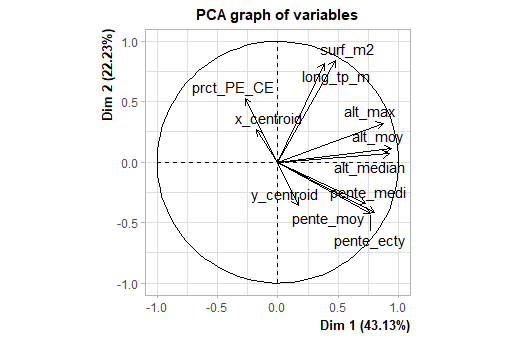 PCA graph of variables
Dim 2 (22.23%)
1.0
0.5
0.0
-0.5
-1.0
surf_m2
long_tp_m
prct_PE_CE
alt_max
x_centroid
alt_moy
alt_median
y_centroid
pente_medi
pente_moy
pente_ecty
-1.0
-0.5
0.0
0.5
1.0
Dim 1 (43.13%)